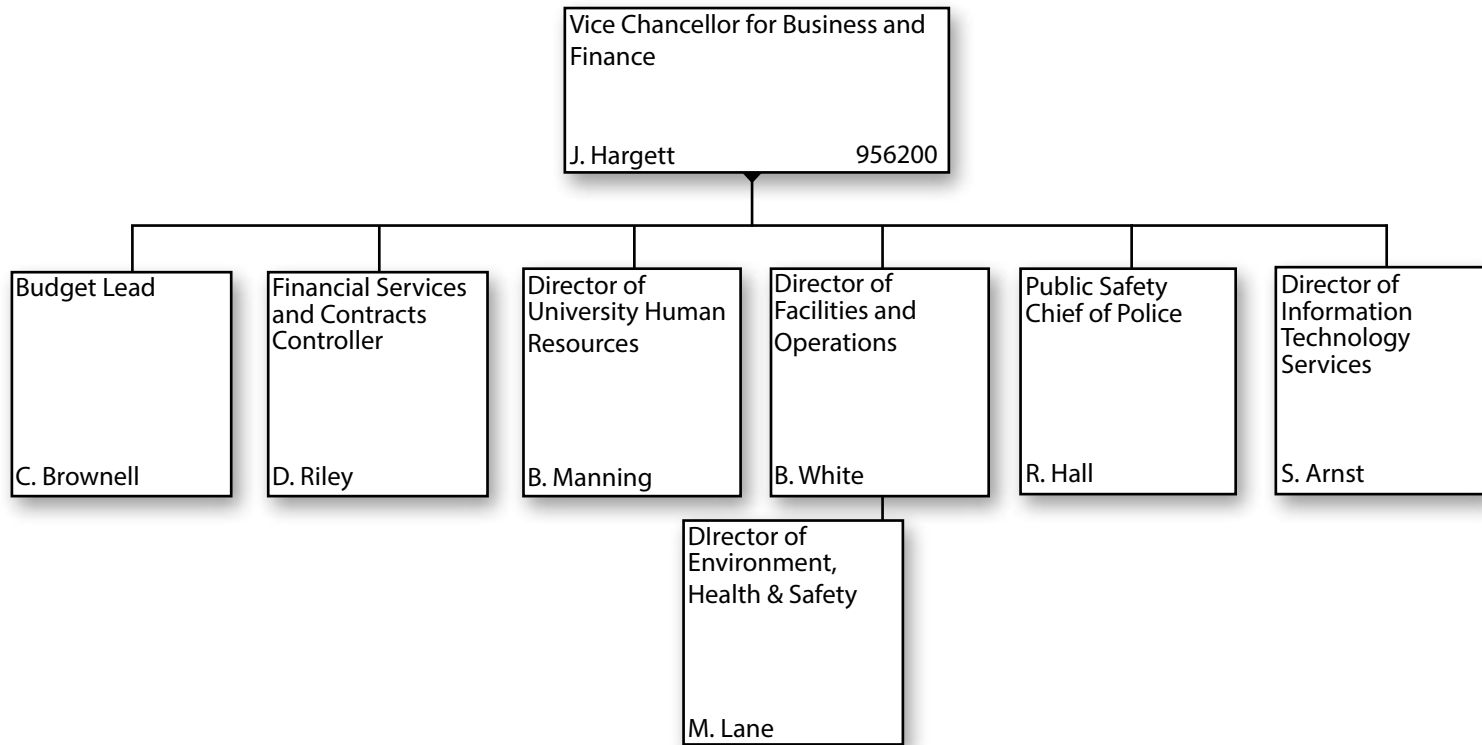 Vice Chancellor for Business and
Finance
J. Hargett 956200
Budget Lead
C. Brownell
Financial Services
and Contracts
Controller
D. Riley
Director of
University Human
Resources
B. Manning
Director of
Facilities and
Operations
B. White
Public Safety
Chief of Police
R. Hall
Director of
Information
Technology
Services
S. Arnst
DIrector of
Environment,
Health & Safety
M. Lane